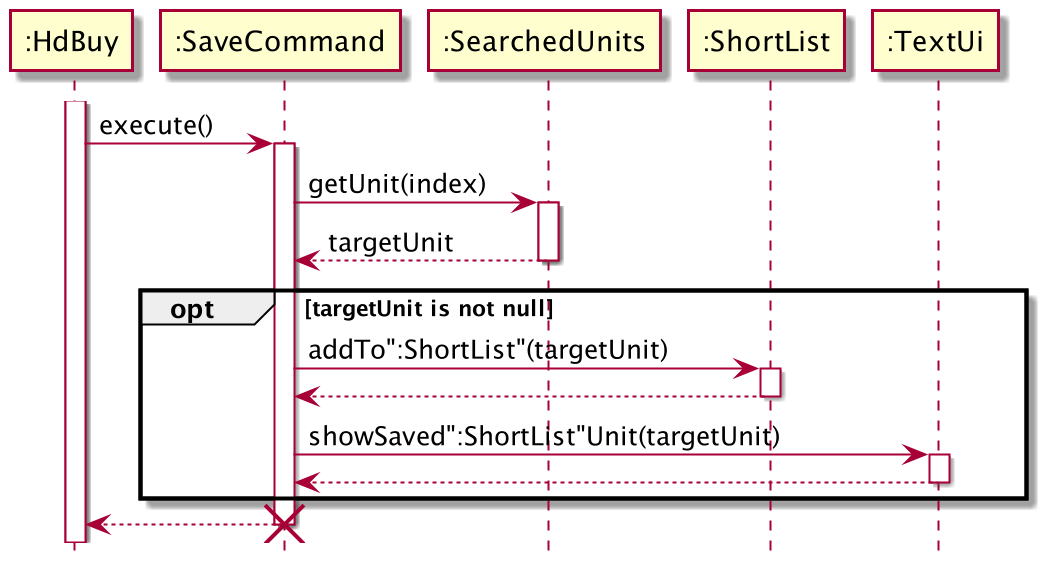 :HdBuy :SaveCommand :SearchedUnits :ShortList :TextUi
execute()
getUnit(index)
targetUnit
opt [targetUnit is not null]
addTo":ShortList"(targetUnit)
showSaved":ShortList"Unit(targetUnit)